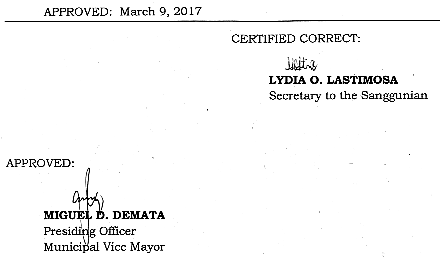 APPROVED: March 9, 2017
CERTIFIED CORRECT:
LYDIA O. LASTIMOSA
Secretary to the Sanggunian
APPROVED:
MIGUEL D. DEMATA
Presiding Officer
Municipal Vice Mayor